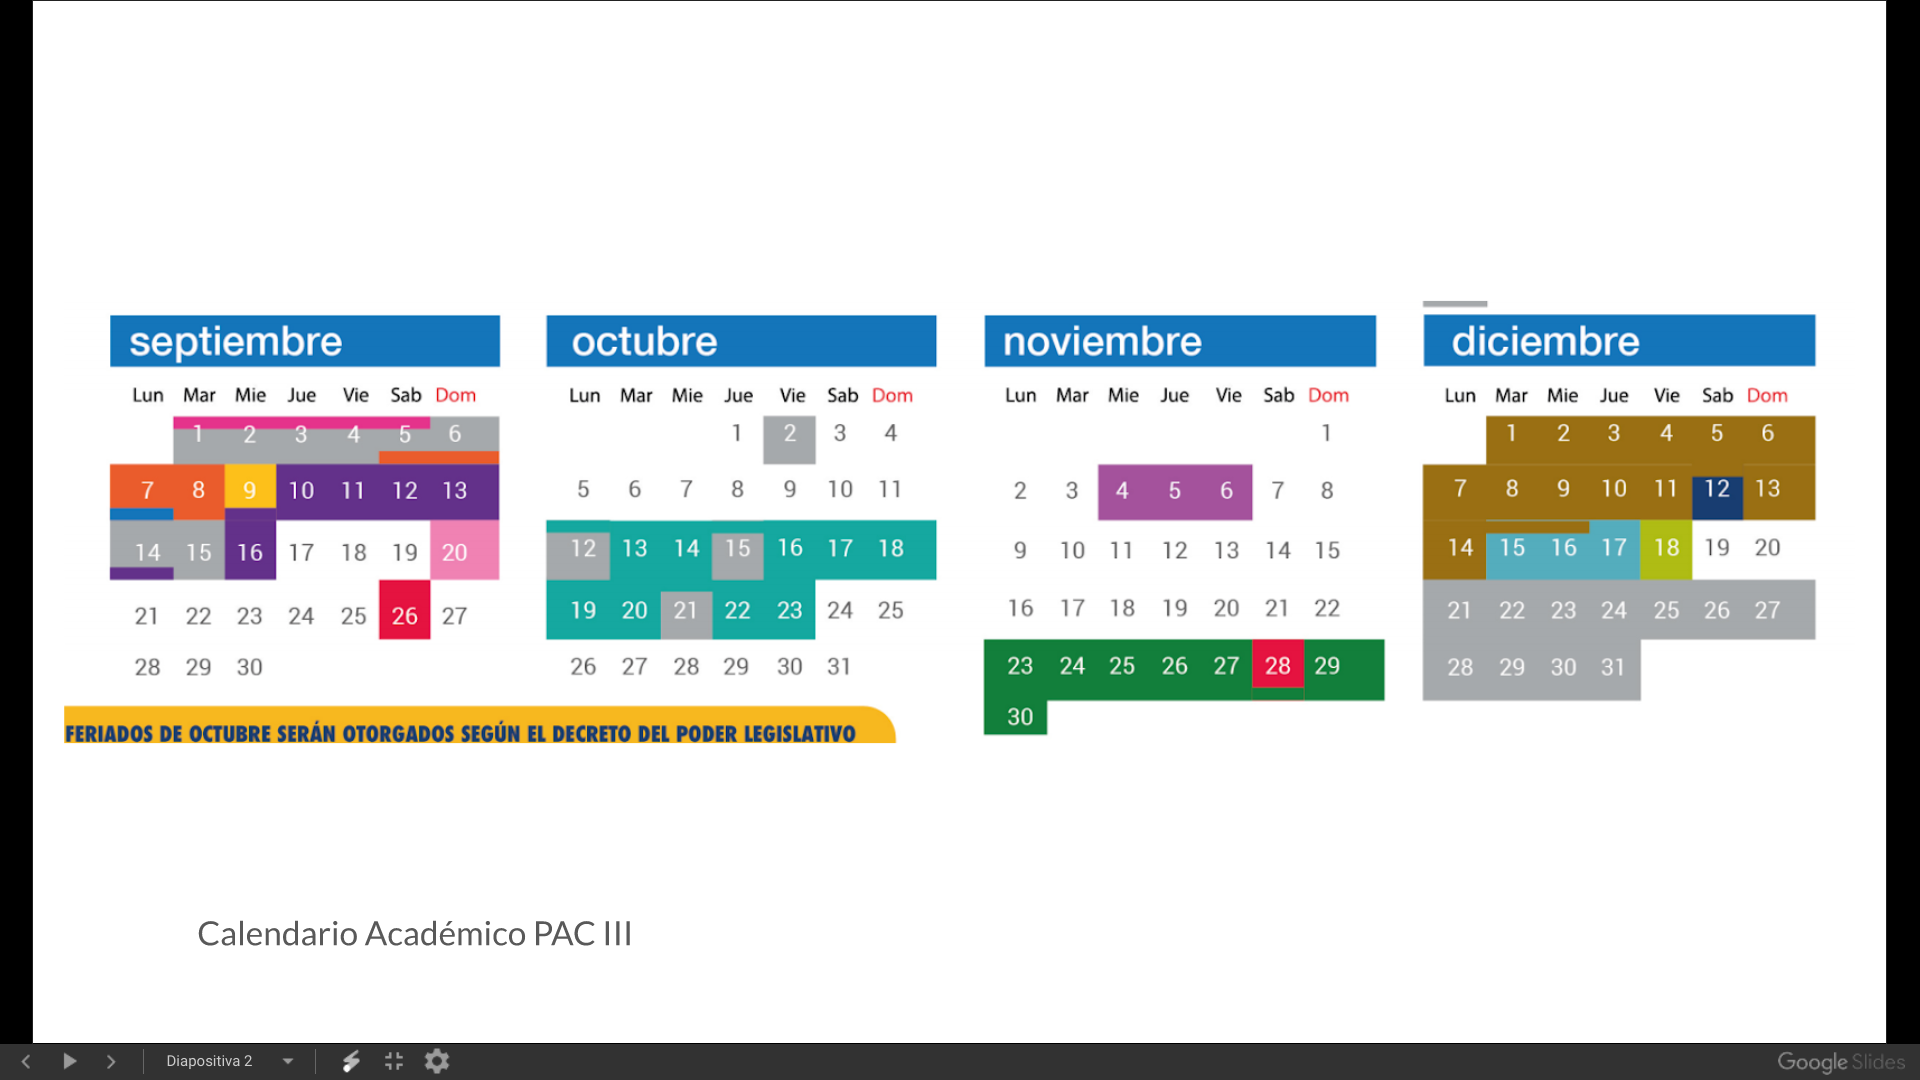 septiembre
Lun Mar Mie Jue Vie Sab Dom
1 2 3 4 5 6
7 8 9 10 11 12 13
14 15 16 17 18 19 20
21 22 23 24 25 26 27
28 29 30
octubre
Lun Mar Mie Jue Vie Sab Dom
1 2 3 4
5 6 7 8 9 10 11
12 13 14 15 16 17 18
19 20 21 22 23 24 25
26 27 28 29 30 31
noviembre
Lun Mar Mie Jue Vie Sab Dom
1
2 3 4 5 6 7 8
9 10 11 12 13 14 15
16 17 18 19 20 21 22
23 24 25 26 27 28 29
30
diciembre
Lun Mar Mie Jue Vie Sab Dom
1 2 3 4 5 6
7 8 9 10 11 12 13
14 15 16 17 18 19 20
21 22 23 24 25 26 27
28 29 30 31
FERIADOS DE OCTUBRE SERÁN OTORGADOS SEGÚN EL DECRETO DEL PODER LEGISLATIVO
Calendario Académico PAC III
Diapositiva 2
Google Slides